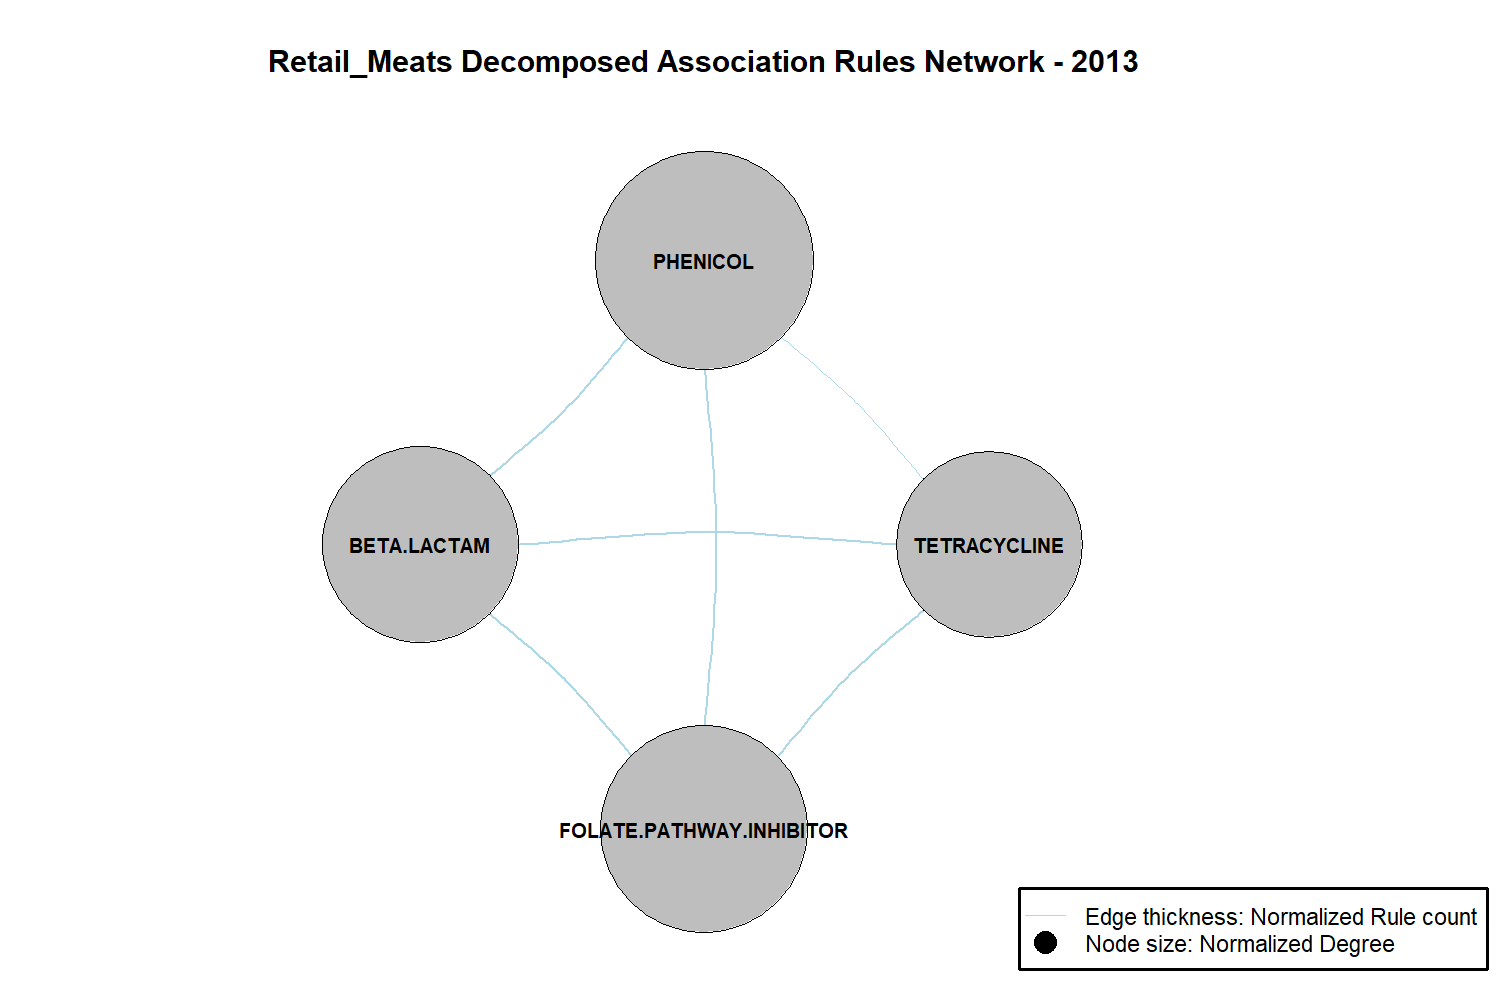 Retail_Meats Decomposed Association Rules Network - 2013
PHENICOL
BETA.LACTAM
TETRACYCLINE
FOLATE.PATHWAY.INHIBITOR
Edge thickness: Normalized Rule count
Node size: Normalized Degree